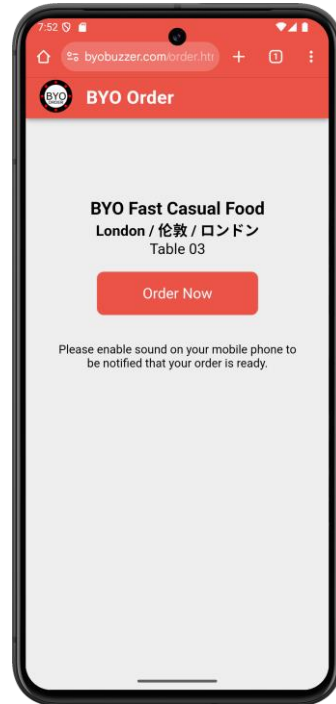 7:52
byobuzzer.com/order.htr
1
BYO
BYO Order
BYO Fast Casual Food
London / 伦敦 / ロンドン
Table 03
Order Now
Please enable sound on your mobile phone to
be notified that your order is ready.